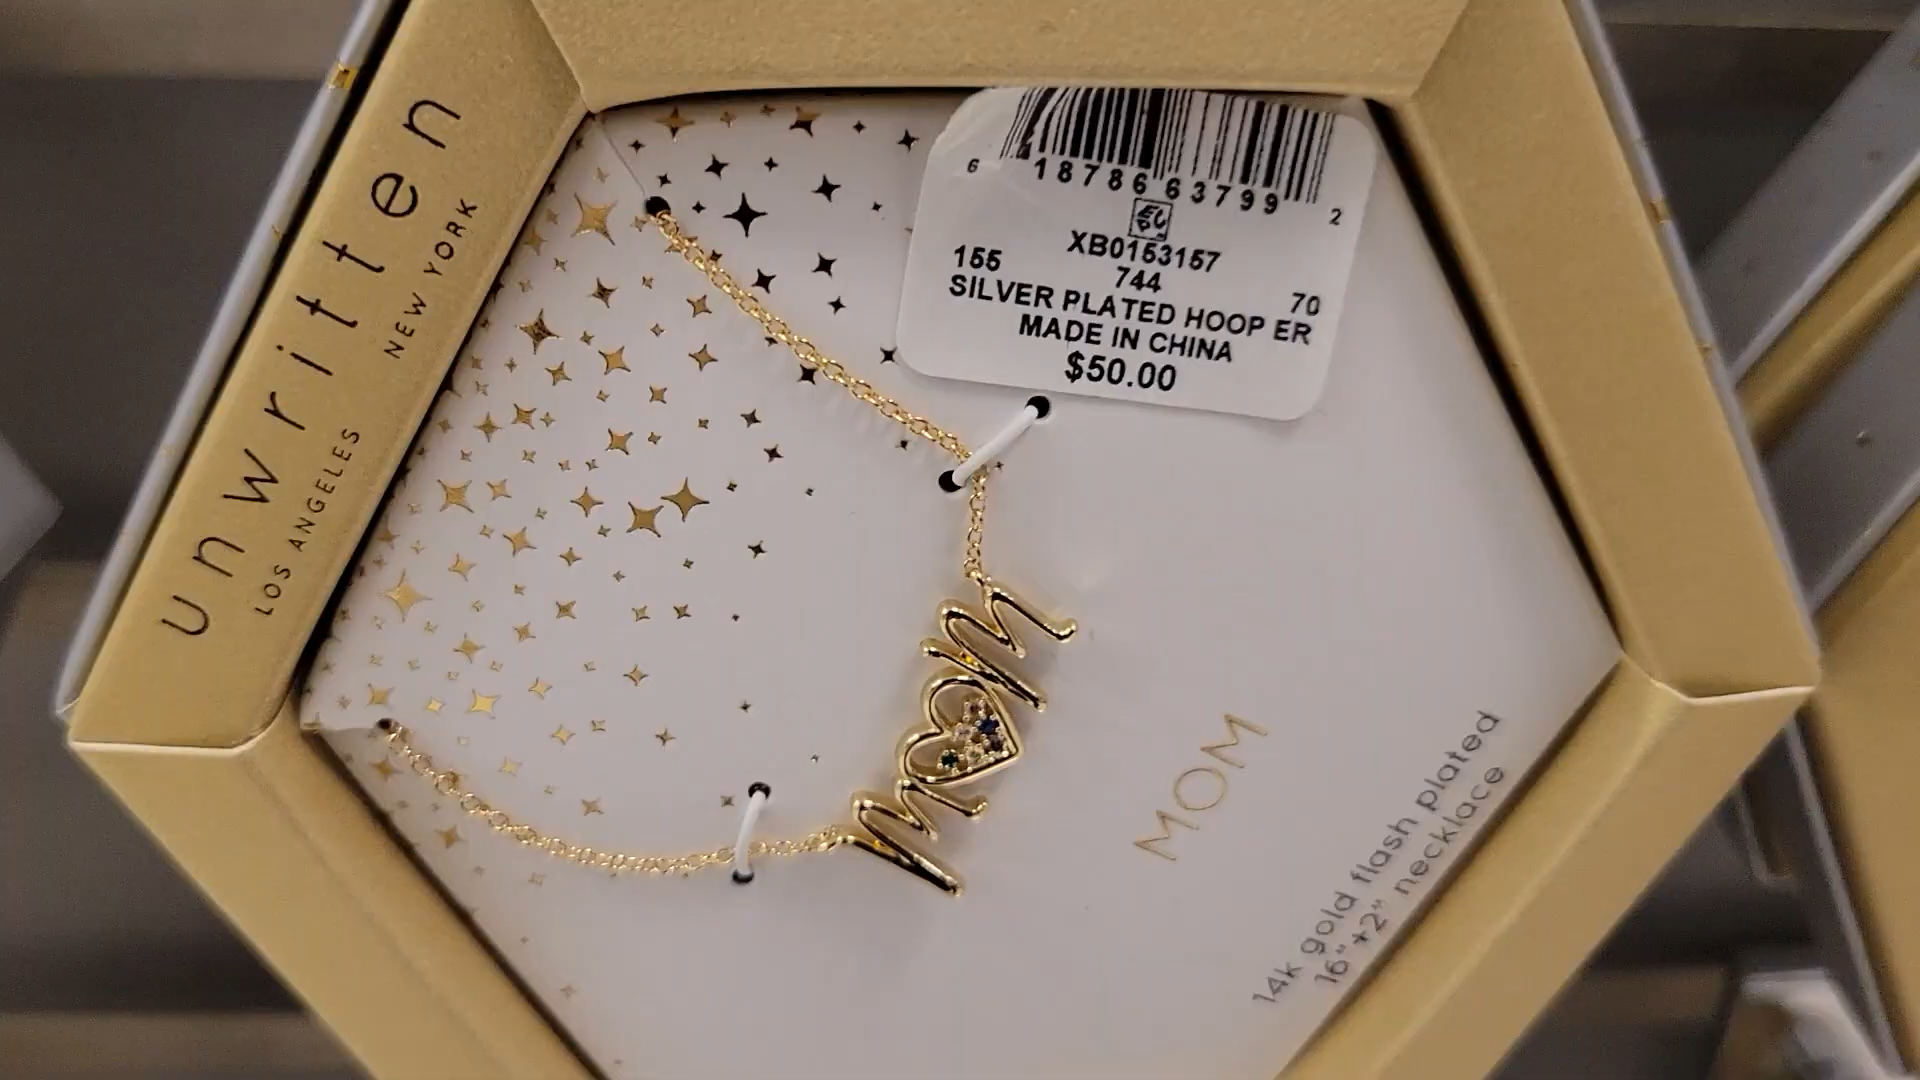 unwritten
LOS ANGELES NEW YORK
6 18786 63799 2
XB0153157
155 744 70
SILVER PLATED HOOP ER
MADE IN CHINA
$50.00
mom
MOM
14k gold flash plated
16" +2" necklace